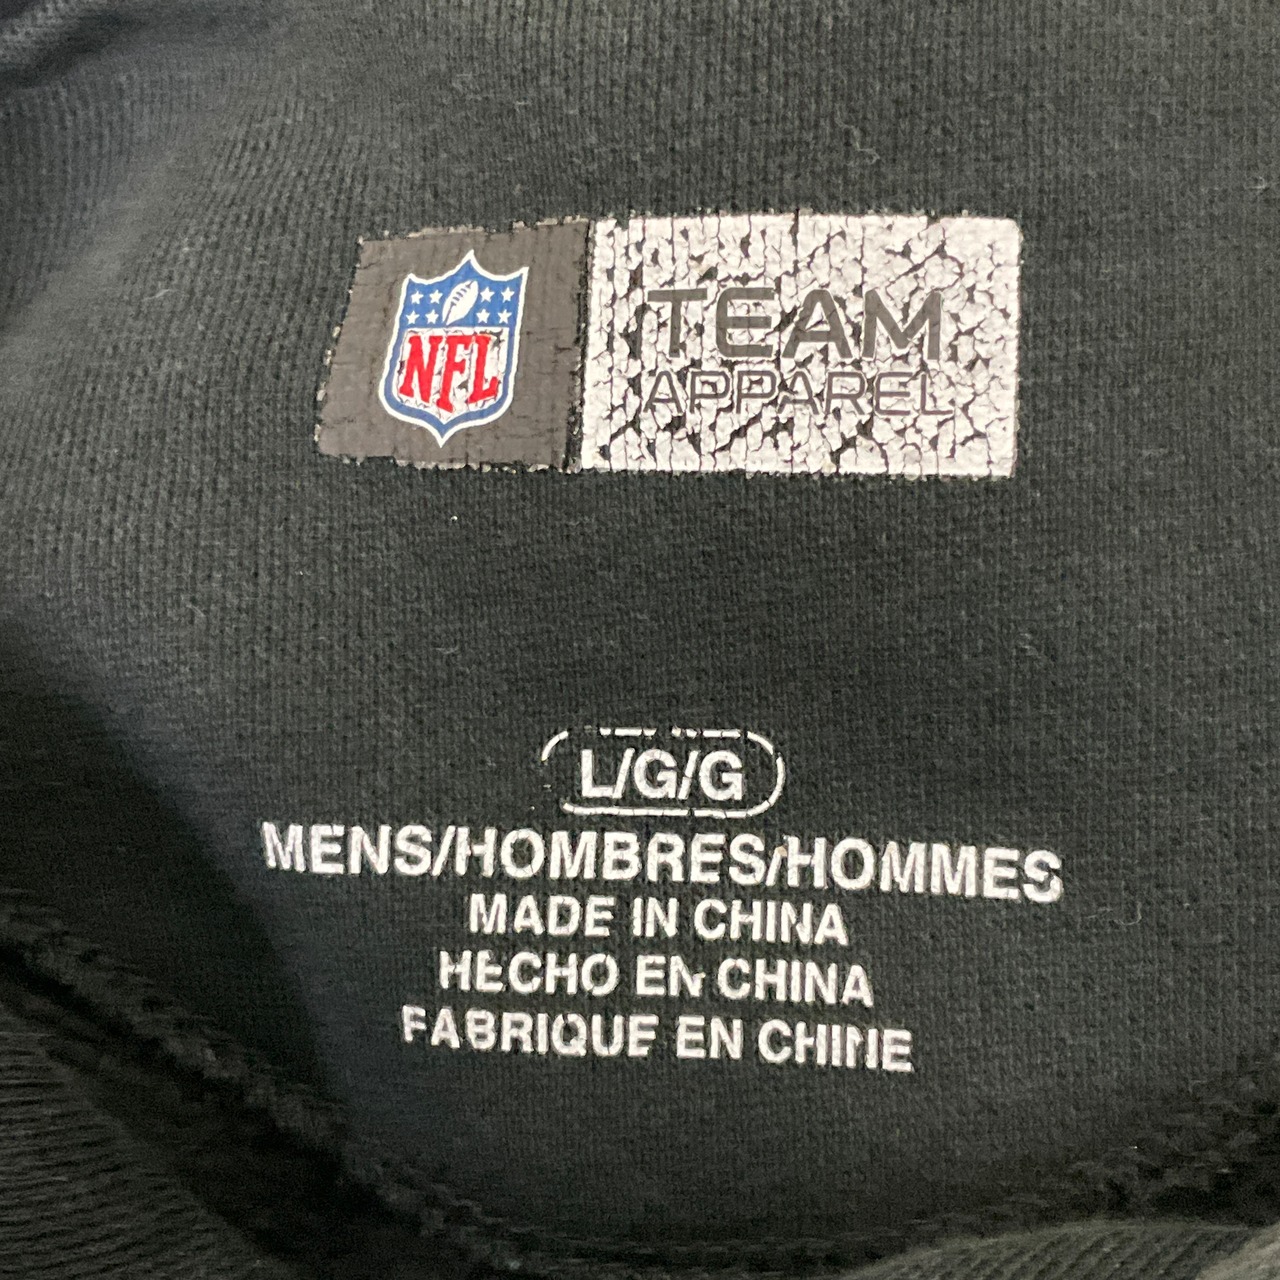 NFL
TEAM
APPAREL
L/G/G
MENS/HOMBRES/HOMMES
MADE IN CHINA
HECHO EN CHINA
FABRIQUE EN CHINE